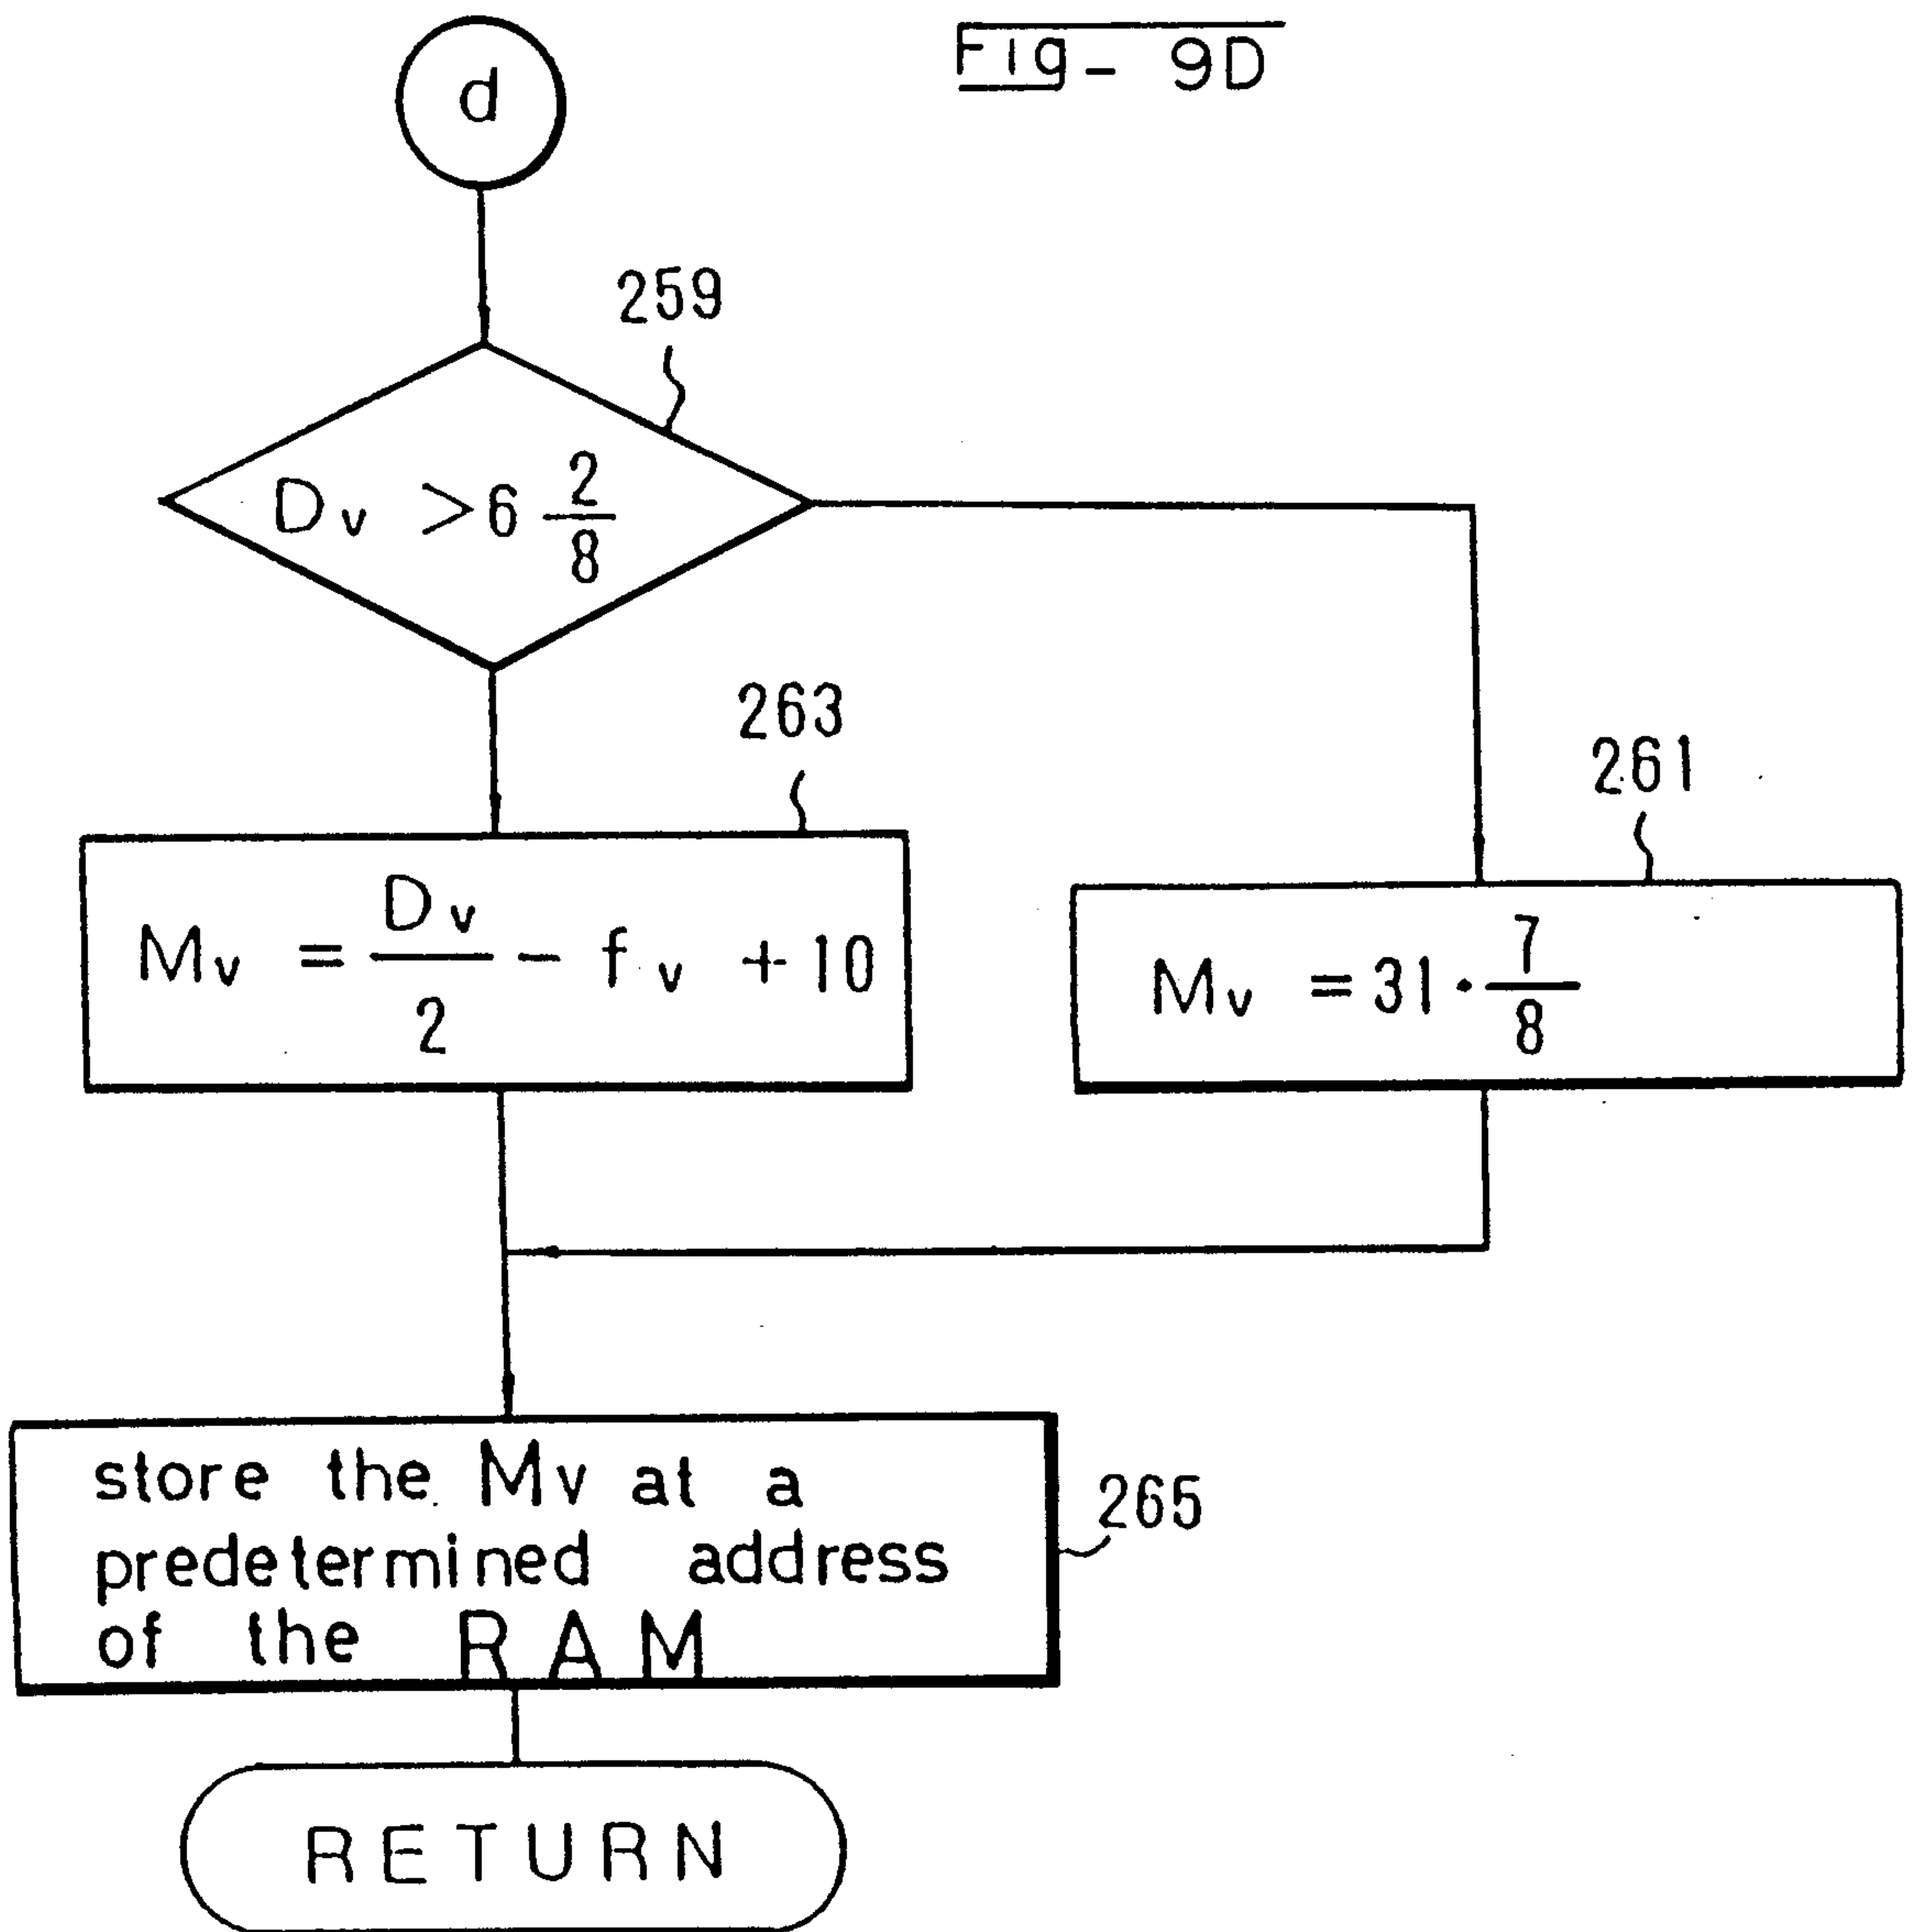 Fig_ 9D
d
259
Dv > 6 2/8
263
Mv = Dv/2 - fv + 10
261
Mv = 31 · 7/8
store the Mv at a
predetermined address
of the RAM
265
RETURN